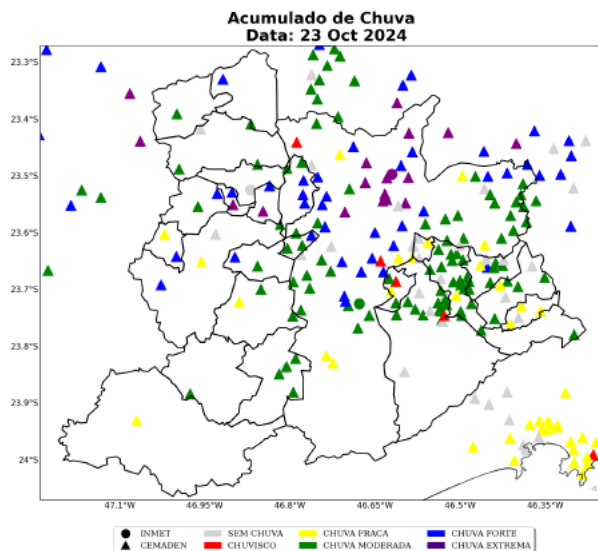 Acumulado de Chuva
Data: 23 Oct 2024
23.3°S
23.4°S
23.5°S
23.6°S
23.7°S
23.8°S
23.9°S
24°S
47.1°W
46.95°W
46.8°W
46.65°W
46.5°W
46.35°W
INMET
SEM CHUVA
CHUVA FRACA
CHUVA FORTE
CEMADEN
CHUVISCO
CHUVA MODERADA
CHUVA EXTREMA